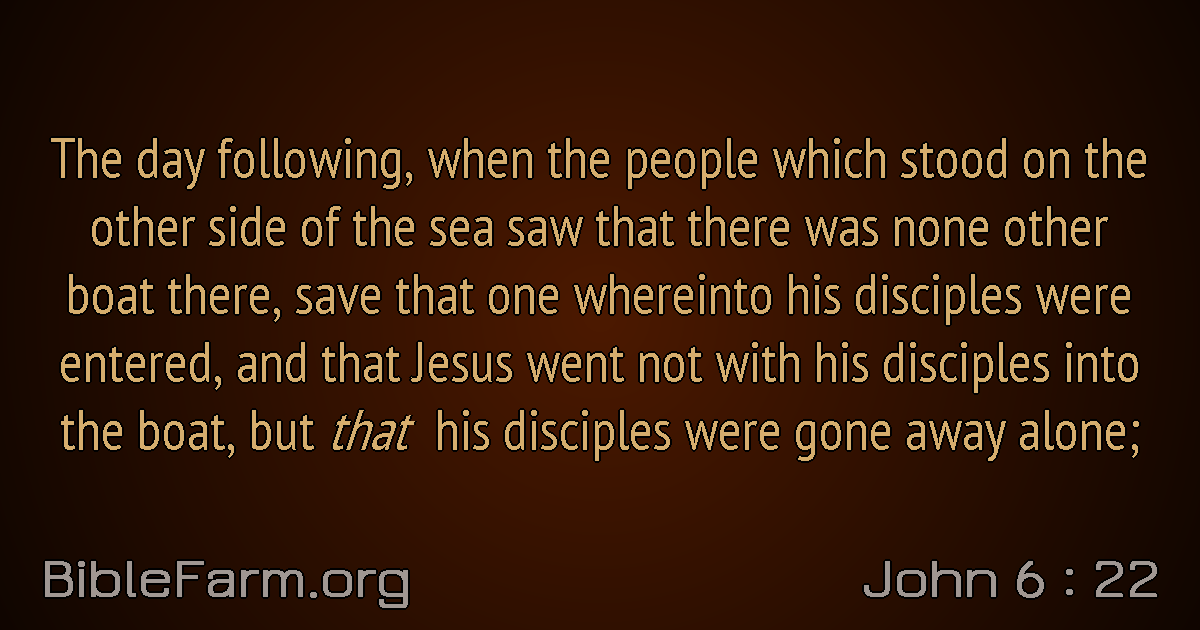 The day following, when the people which stood on the
other side of the sea saw that there was none other
boat there, save that one whereinto his disciples were
entered, and that Jesus went not with his disciples into
the boat, but that his disciples were gone away alone;
BibleFarm.org
John 6 : 22